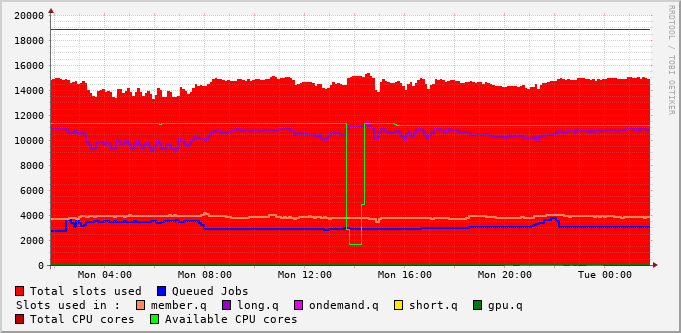 20000
18000
16000
14000
12000
10000
8000
6000
4000
2000
0
Mon 04:00 Mon 08:00 Mon 12:00 Mon 16:00 Mon 20:00 Tue 00:00
RRDTOOL / TOBI OETIKER
Total slots used Queued Jobs
Slots used in : member.q long.q ondemand.q short.q gpu.q
Total CPU cores Available CPU cores